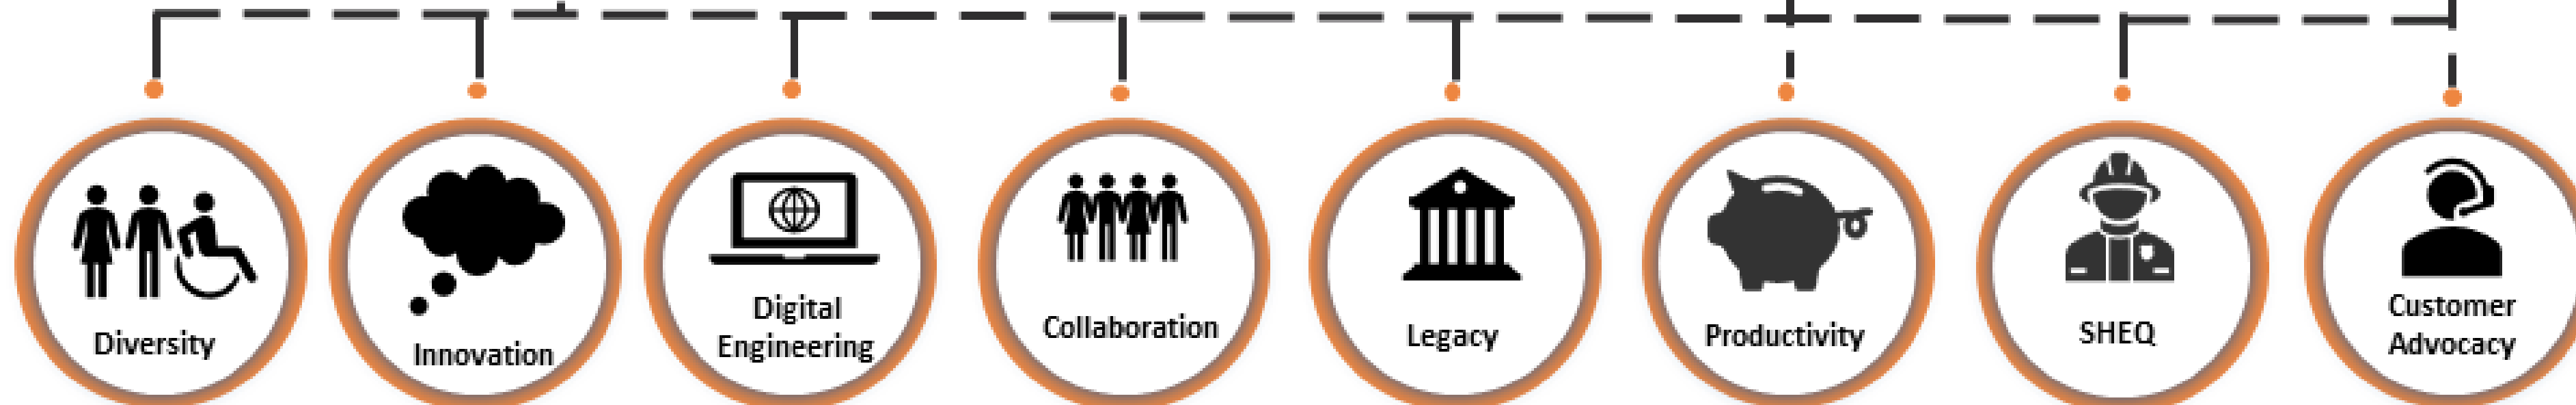 Diversity
Innovation
Digital
Engineering
Collaboration
Legacy
Productivity
SHEQ
Customer
Advocacy